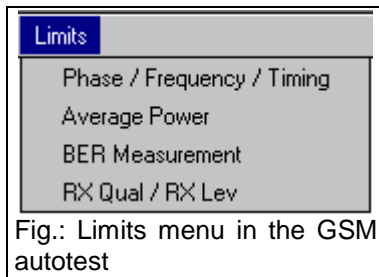 Limits
Phase / Frequency / Timing
Average Power
BER Measurement
RX Qual / RX Lev
Fig.: Limits menu in the GSM
autotest